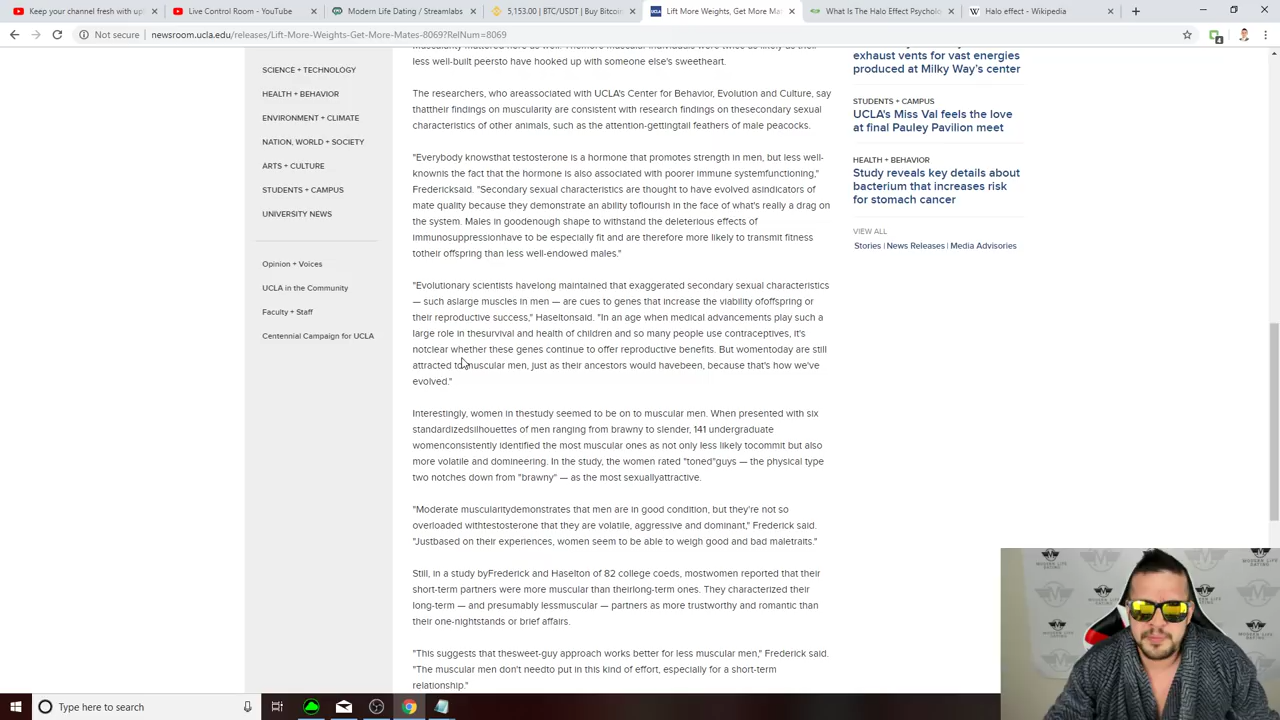 Keep your channel fresh with up!
Live Control Room - YouTube
Modern Life Dating / Streamlabs
5,153.00 | BTC/USDT | Buy Bitcoin
Lift More Weights, Get More Mat
What Is The Halo Effect Psycholo
Halo effect - Wikipedia
Not secure | newsroom.ucla.edu/releases/Lift-More-Weights-Get-More-Mates-8069?RelNum=8069
SCIENCE + TECHNOLOGY
HEALTH + BEHAVIOR
ENVIRONMENT + CLIMATE
NATION, WORLD + SOCIETY
ARTS + CULTURE
STUDENTS + CAMPUS
UNIVERSITY NEWS
Opinion + Voices
UCLA in the Community
Faculty + Staff
Centennial Campaign for UCLA
muscularity mattered here as well. Themore muscular individuals were twice as likely as their
less well-built peersto have hooked up with someone else's sweetheart.
The researchers, who areassociated with UCLA's Center for Behavior, Evolution and Culture, say
thattheir findings on muscularity are consistent with research findings on thesecondary sexual
characteristics of other animals, such as the attention-gettingtail feathers of male peacocks.
"Everybody knowsthat testosterone is a hormone that promotes strength in men, but less well-
knownis the fact that the hormone is also associated with poorer immune systemfunctioning,"
Fredericksaid. "Secondary sexual characteristics are thought to have evolved asindicators of
mate quality because they demonstrate an ability toflourish in the face of what's really a drag on
the system. Males in goodenough shape to withstand the deleterious effects of
immunosuppressionhave to be especially fit and are therefore more likely to transmit fitness
totheir offspring than less well-endowed males."
"Evolutionary scientists havelong maintained that exaggerated secondary sexual characteristics
— such aslarge muscles in men — are cues to genes that increase the viability ofoffspring or
their reproductive success," Haseltonsaid. "In an age when medical advancements play such a
large role in thesurvival and health of children and so many people use contraceptives, it's
notclear whether these genes continue to offer reproductive benefits. But womentoday are still
attracted tomuscular men, just as their ancestors would havebeen, because that's how we've
evolved."
Interestingly, women in thestudy seemed to be on to muscular men. When presented with six
standardizedsilhouettes of men ranging from brawny to slender, 141 undergraduate
womenconsistently identified the most muscular ones as not only less likely tocommit but also
more volatile and domineering. In the study, the women rated "toned"guys — the physical type
two notches down from "brawny" — as the most sexuallyattractive.
"Moderate muscularitydemonstrates that men are in good condition, but they're not so
overloaded withtestosterone that they are volatile, aggressive and dominant," Frederick said.
"Justbased on their experiences, women seem to be able to weigh good and bad maletraits."
Still, in a study byFrederick and Haselton of 82 college coeds, mostwomen reported that their
short-term partners were more muscular than theirlong-term ones. They characterized their
long-term — and presumably lessmuscular — partners as more trustworthy and romantic than
their one-nightstands or brief affairs.
"This suggests that thesweet-guy approach works better for less muscular men," Frederick said.
"The muscular men don't needto put in this kind of effort, especially for a short-term
relationship."
exhaust vents for vast energies
produced at Milky Way's center
STUDENTS + CAMPUS
UCLA's Miss Val feels the love
at final Pauley Pavilion meet
HEALTH + BEHAVIOR
Study reveals key details about
bacterium that increases risk
for stomach cancer
VIEW ALL
Stories | News Releases | Media Advisories
MODERN LIFE
DATING
Type here to search